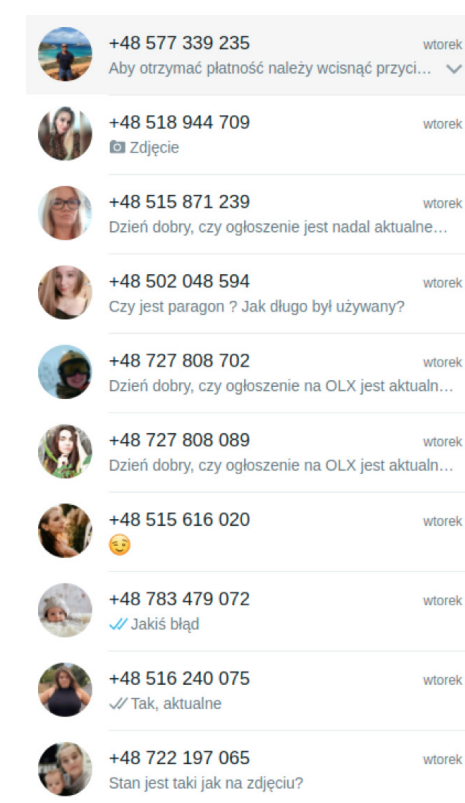 +48 577 339 235 wtorek
Aby otrzymać płatność należy wcisnąć przyci...
+48 518 944 709 wtorek
Zdjęcie
+48 515 871 239 wtorek
Dzień dobry, czy ogłoszenie jest nadal aktualne...
+48 502 048 594 wtorek
Czy jest paragon ? Jak długo był używany?
+48 727 808 702 wtorek
Dzień dobry, czy ogłoszenie na OLX jest aktualn...
+48 727 808 089 wtorek
Dzień dobry, czy ogłoszenie na OLX jest aktualn...
+48 515 616 020 wtorek
😉
+48 783 479 072 wtorek
Jakiś błąd
+48 516 240 075 wtorek
Tak, aktualne
+48 722 197 065 wtorek
Stan jest taki jak na zdjęciu?